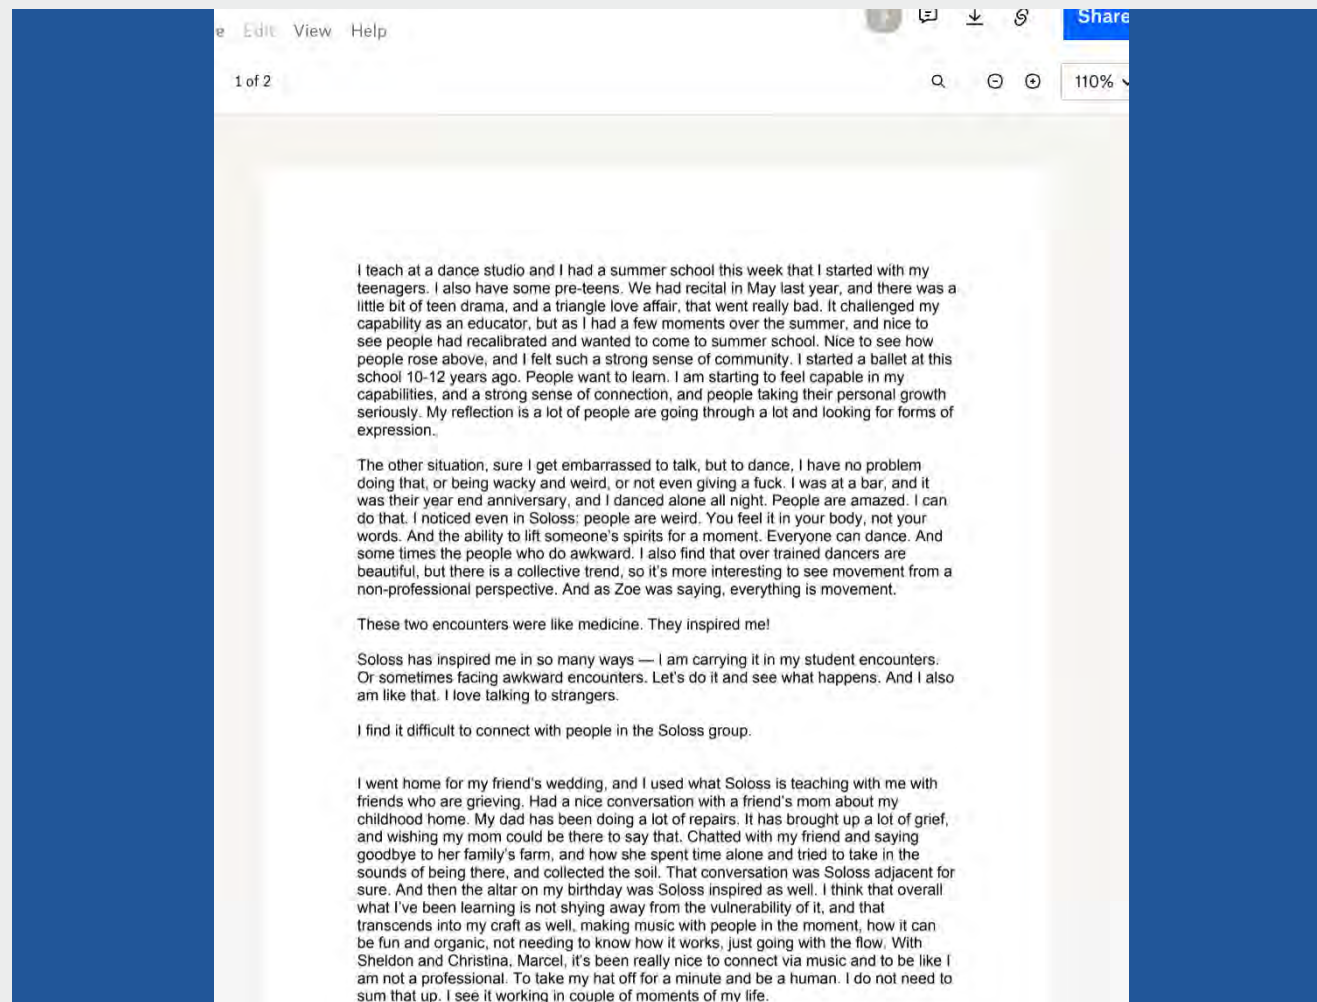 e Edit View Help
Share
1 of 2
110%
I teach at a dance studio and I had a summer school this week that I started with my
teenagers. I also have some pre-teens. We had recital in May last year, and there was a
little bit of teen drama, and a triangle love affair, that went really bad. It challenged my
capability as an educator, but as I had a few moments over the summer, and nice to
see people had recalibrated and wanted to come to summer school. Nice to see how
people rose above, and I felt such a strong sense of community. I started a ballet at this
school 10-12 years ago. People want to learn. I am starting to feel capable in my
capabilities, and a strong sense of connection, and people taking their personal growth
seriously. My reflection is a lot of people are going through a lot and looking for forms of
expression.
The other situation, sure I get embarrassed to talk, but to dance, I have no problem
doing that, or being wacky and weird, or not even giving a fuck. I was at a bar, and it
was their year end anniversary, and I danced alone all night. People are amazed. I can
do that. I noticed even in Soloss: people are weird. You feel it in your body, not your
words. And the ability to lift someone's spirits for a moment. Everyone can dance. And
some times the people who do awkward. I also find that over trained dancers are
beautiful, but there is a collective trend, so it's more interesting to see movement from a
non-professional perspective. And as Zoe was saying, everything is movement.
These two encounters were like medicine. They inspired me!
Soloss has inspired me in so many ways — I am carrying it in my student encounters.
Or sometimes facing awkward encounters. Let's do it and see what happens. And I also
am like that. I love talking to strangers.
I find it difficult to connect with people in the Soloss group.
I went home for my friend's wedding, and I used what Soloss is teaching with me with
friends who are grieving. Had a nice conversation with a friend's mom about my
childhood home. My dad has been doing a lot of repairs. It has brought up a lot of grief,
and wishing my mom could be there to say that. Chatted with my friend and saying
goodbye to her family's farm, and how she spent time alone and tried to take in the
sounds of being there, and collected the soil. That conversation was Soloss adjacent for
sure. And then the altar on my birthday was Soloss inspired as well. I think that overall
what I've been learning is not shying away from the vulnerability of it, and that
transcends into my craft as well, making music with people in the moment, how it can
be fun and organic, not needing to know how it works, just going with the flow. With
Sheldon and Christina, Marcel, it's been really nice to connect via music and to be like I
am not a professional. To take my hat off for a minute and be a human. I do not need to
sum that up. I see it working in couple of moments of my life.